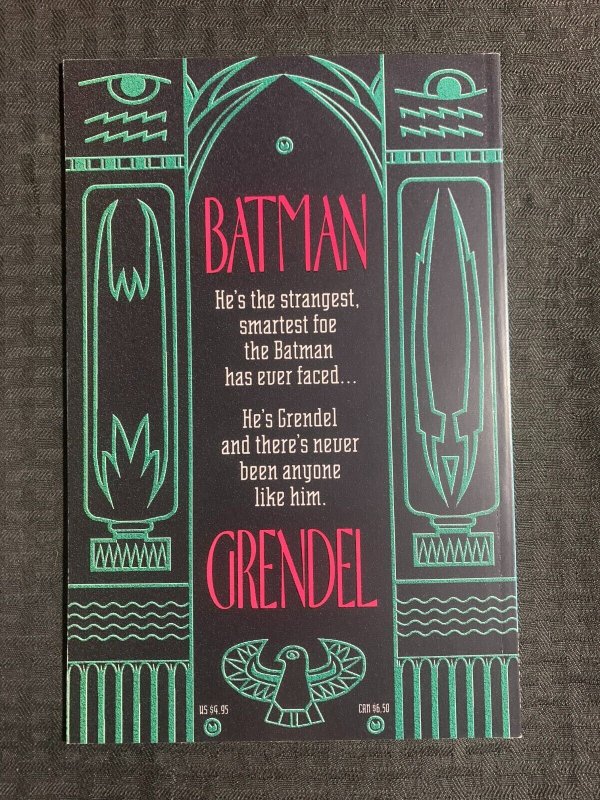 BATMAN
He's the strangest,
smartest foe
the Batman
has ever faced...
He's Grendel
and there's never
been anyone
like him.
GRENDEL
US $4.95
CAN $6.50